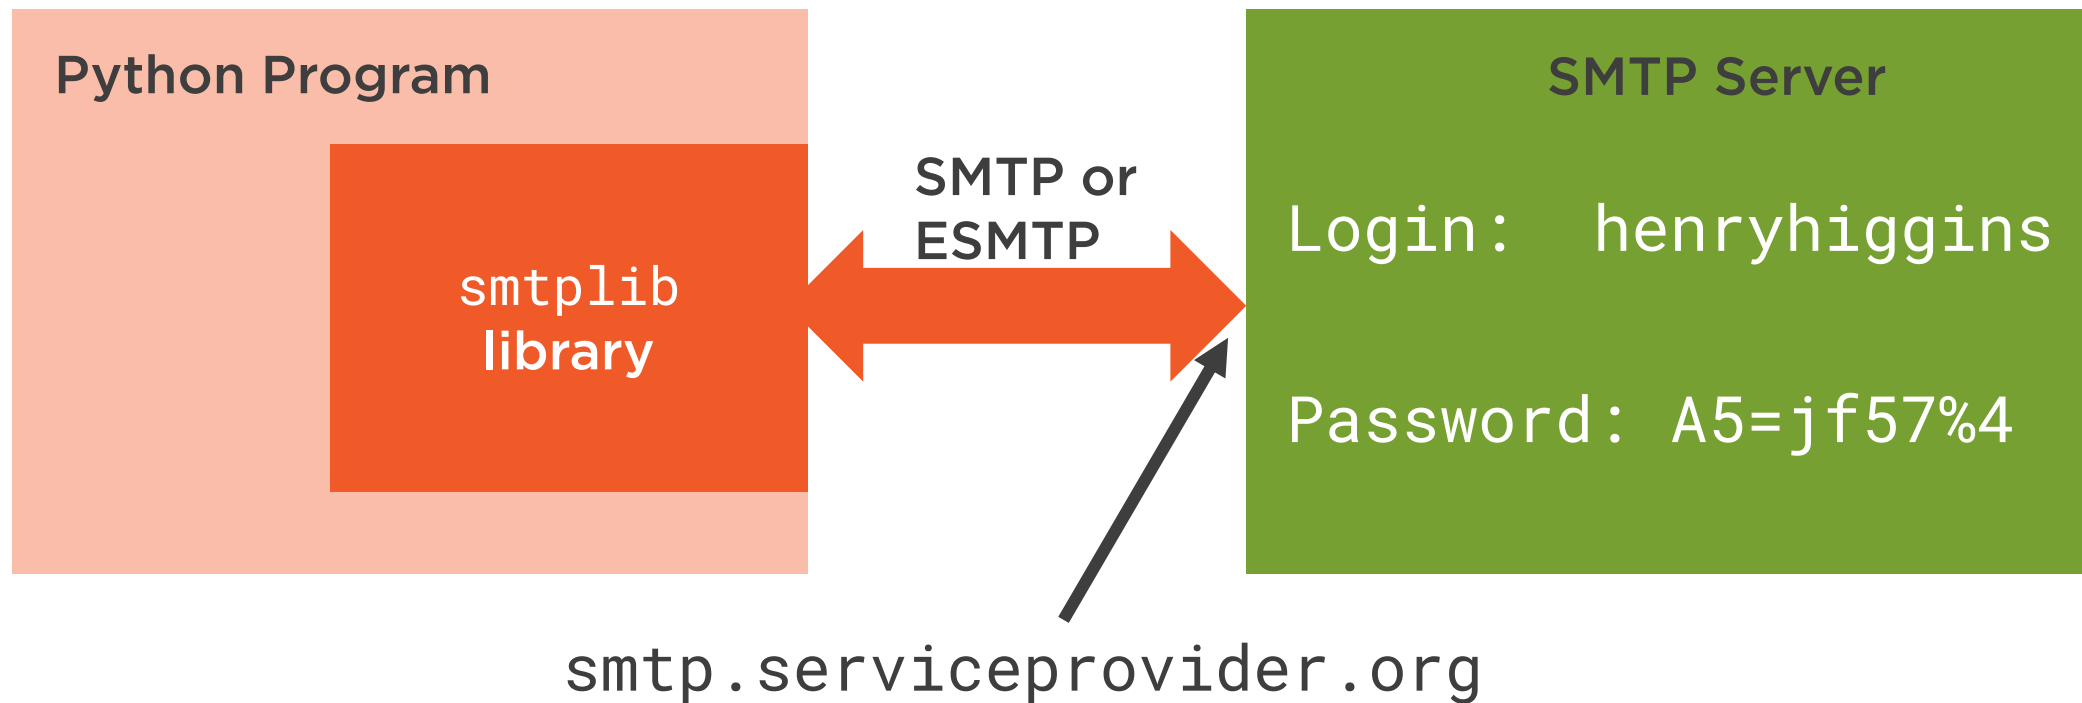 Python Program
smtplib
library
SMTP or
ESMTP
SMTP Server
Login:  henryhiggins
Password: A5=jf57%4
smtp.serviceprovider.org